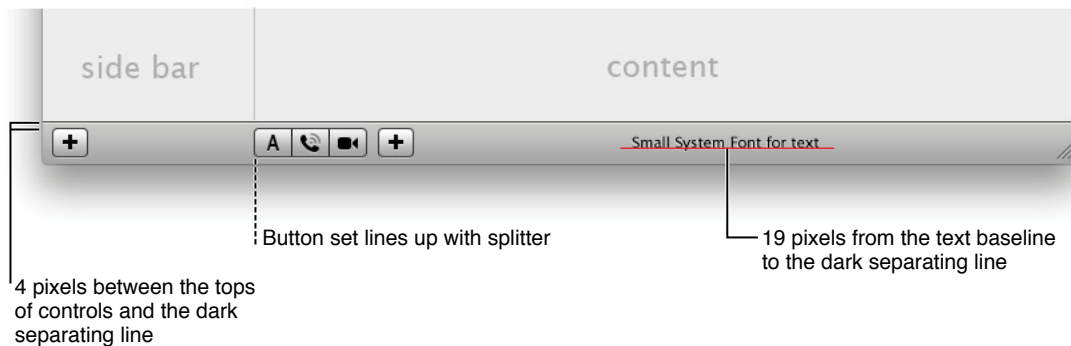 side bar
content
A
Small System Font for text
Button set lines up with splitter
19 pixels from the text baseline
to the dark separating line
4 pixels between the tops
of controls and the dark
separating line